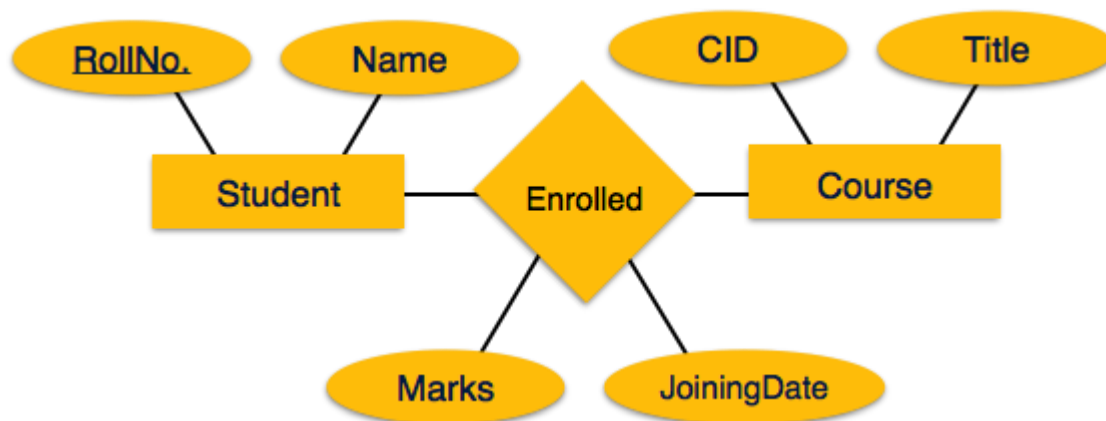 RollNo.
Name
CID
Title
Student
Enrolled
Course
Marks
JoiningDate